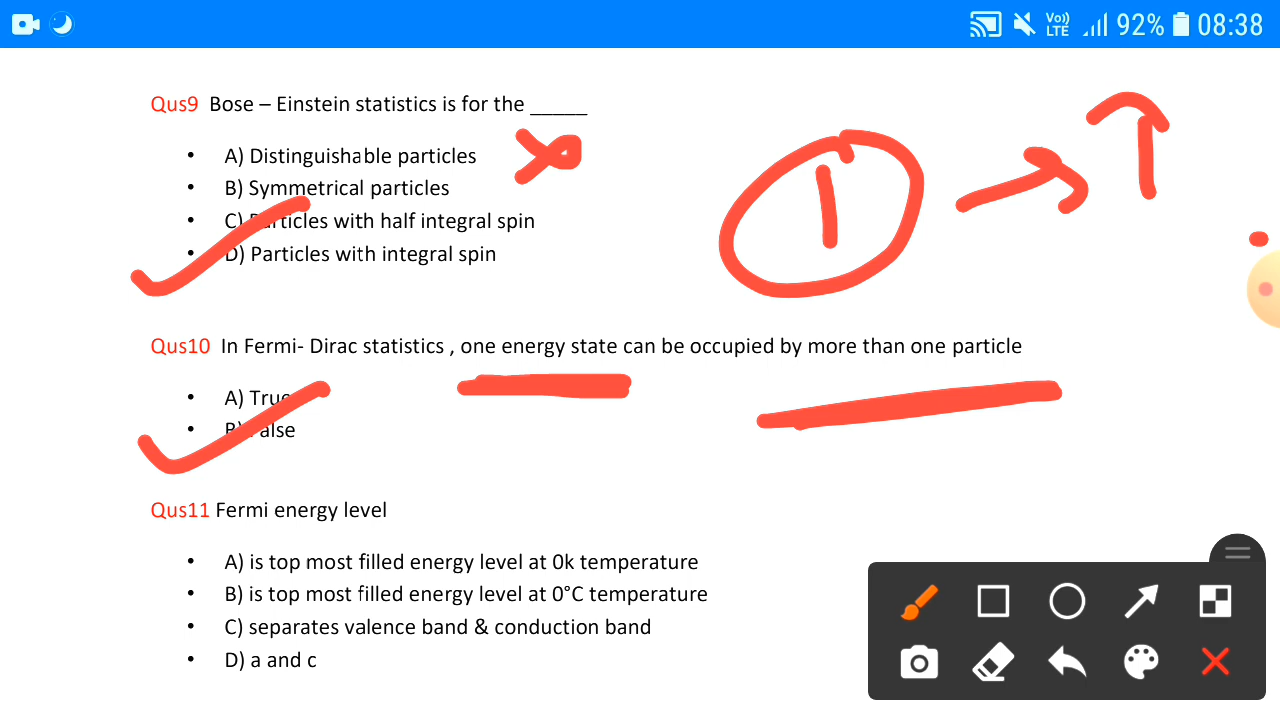 Vo))
LTE
92%
08:38
Qus9 Bose – Einstein statistics is for the _____
• A) Distinguishable particles
• B) Symmetrical particles
• C) Particles with half integral spin
• D) Particles with integral spin
1
Qus10 In Fermi- Dirac statistics , one energy state can be occupied by more than one particle
• A) True
• B) False
Qus11 Fermi energy level
• A) is top most filled energy level at 0k temperature
• B) is top most filled energy level at 0°C temperature
• C) separates valence band & conduction band
• D) a and c